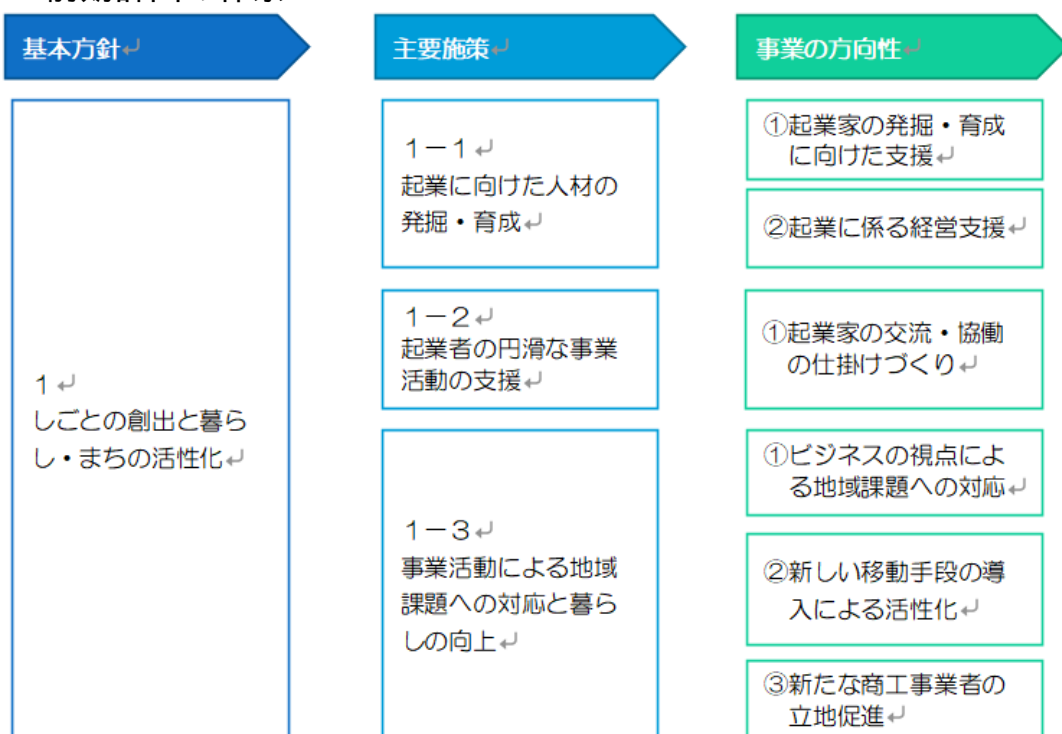 基本方針
主要施策
事業の方向性
1
しごとの創出と暮ら
し・まちの活性化
1－1
起業に向けた人材の
発掘・育成
①起業家の発掘・育成
に向けた支援
②起業に係る経営支援
1－2
起業者の円滑な事業
活動の支援
①起業家の交流・協働
の仕掛けづくり
1－3
事業活動による地域
課題への対応と暮ら
しの向上
①ビジネスの視点によ
る地域課題への対応
②新しい移動手段の導
入による活性化
③新たな商工事業者の
立地促進